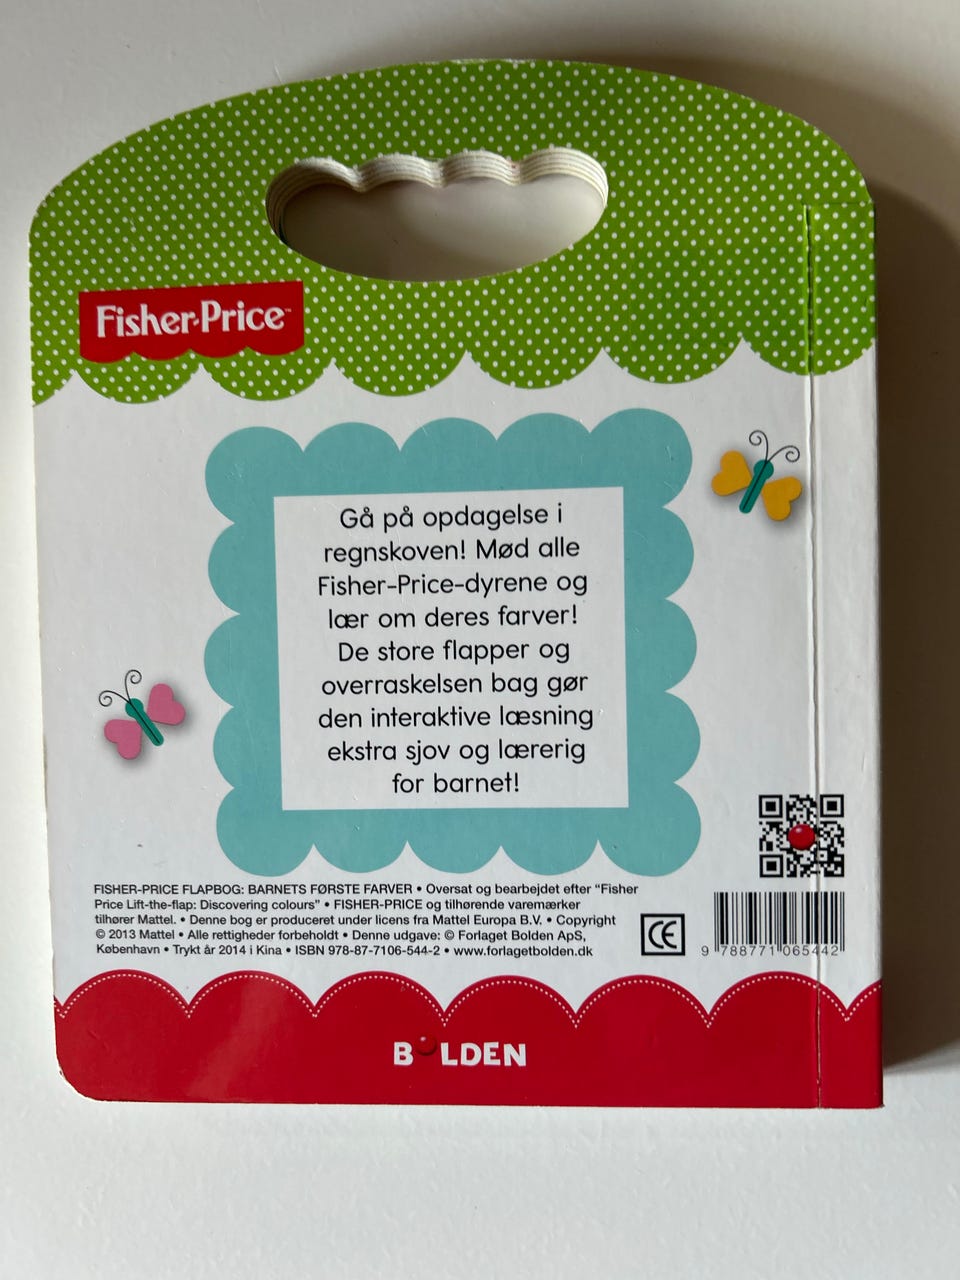 Fisher-Price™
Gå på opdagelse i
regnskoven! Mød alle
Fisher-Price-dyrene og
lær om deres farver!
De store flapper og
overraskelsen bag gør
den interaktive læsning
ekstra sjov og lærerig
for barnet!
FISHER-PRICE FLAPBOG: BARNETS FØRSTE FARVER • Oversat og bearbejdet efter “Fisher
Price Lift-the-flap: Discovering colours” • FISHER-PRICE og tilhørende varemærker
tilhører Mattel. • Denne bog er produceret under licens fra Mattel Europa B.V. • Copyright
© 2013 Mattel • Alle rettigheder forbeholdt • Denne udgave: © Forlaget Bolden ApS,
København • Trykt år 2014 i Kina • ISBN 978-87-7106-544-2 • www.forlagetbolden.dk
CE
9 788771 065442
BOLDEN